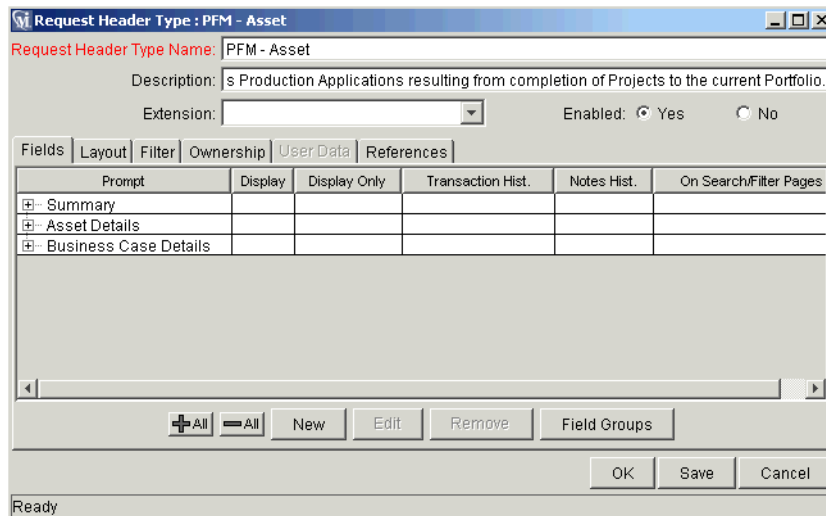 Request Header Type : PFM - Asset
Request Header Type Name: PFM - Asset
Description: s Production Applications resulting from completion of Projects to the current Portfolio.
Extension: Enabled: Yes No
Fields Layout Filter Ownership User Data References
Prompt Display Display Only Transaction Hist. Notes Hist. On Search/Filter Pages
Summary
Asset Details
Business Case Details
All All New Edit Remove Field Groups
OK Save Cancel
Ready